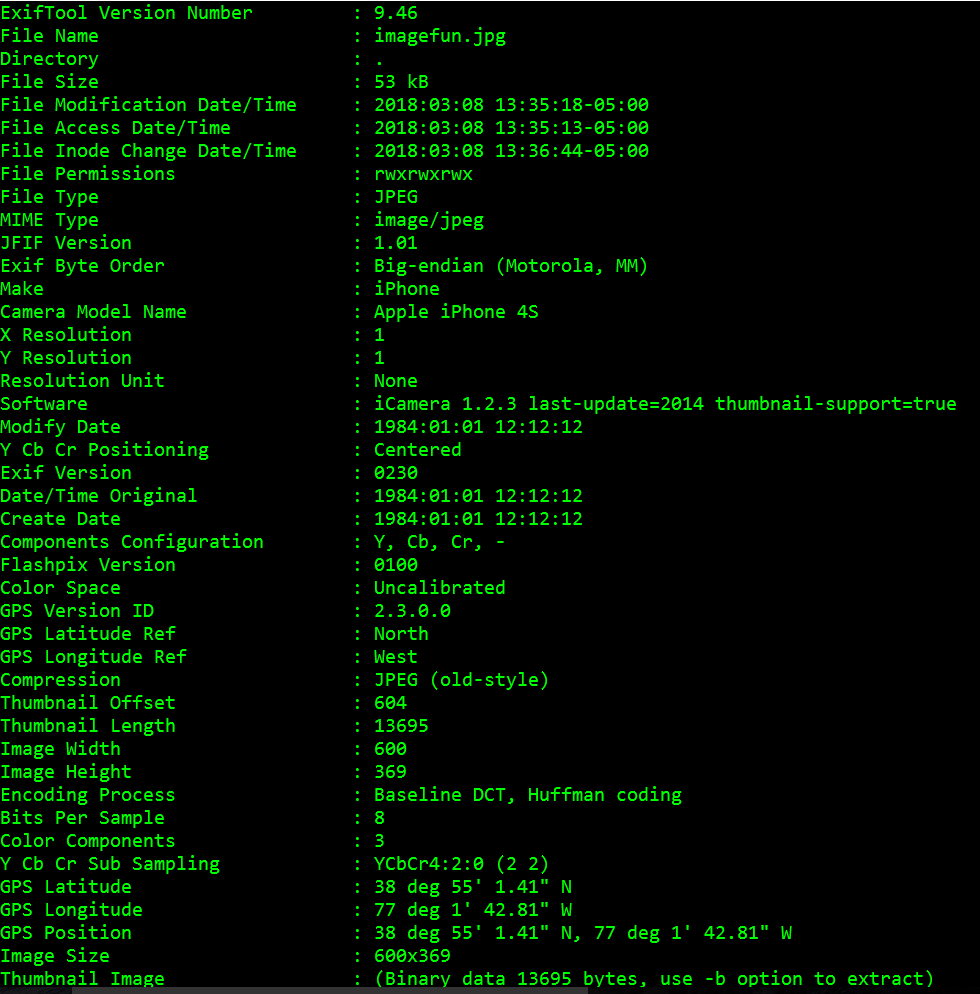 ExifTool Version Number : 9.46
File Name : imagefun.jpg
Directory : .
File Size : 53 kB
File Modification Date/Time : 2018:03:08 13:35:18-05:00
File Access Date/Time : 2018:03:08 13:35:13-05:00
File Inode Change Date/Time : 2018:03:08 13:36:44-05:00
File Permissions : rwxrwxrwx
File Type : JPEG
MIME Type : image/jpeg
JFIF Version : 1.01
Exif Byte Order : Big-endian (Motorola, MM)
Make : iPhone
Camera Model Name : Apple iPhone 4S
X Resolution : 1
Y Resolution : 1
Resolution Unit : None
Software : iCamera 1.2.3 last-update=2014 thumbnail-support=true
Modify Date : 1984:01:01 12:12:12
Y Cb Cr Positioning : Centered
Exif Version : 0230
Date/Time Original : 1984:01:01 12:12:12
Create Date : 1984:01:01 12:12:12
Components Configuration : Y, Cb, Cr, -
Flashpix Version : 0100
Color Space : Uncalibrated
GPS Version ID : 2.3.0.0
GPS Latitude Ref : North
GPS Longitude Ref : West
Compression : JPEG (old-style)
Thumbnail Offset : 604
Thumbnail Length : 13695
Image Width : 600
Image Height : 369
Encoding Process : Baseline DCT, Huffman coding
Bits Per Sample : 8
Color Components : 3
Y Cb Cr Sub Sampling : YCbCr4:2:0 (2 2)
GPS Latitude : 38 deg 55' 1.41" N
GPS Longitude : 77 deg 1' 42.81" W
GPS Position : 38 deg 55' 1.41" N, 77 deg 1' 42.81" W
Image Size : 600x369
Thumbnail Image : (Binary data 13695 bytes, use -b option to extract)